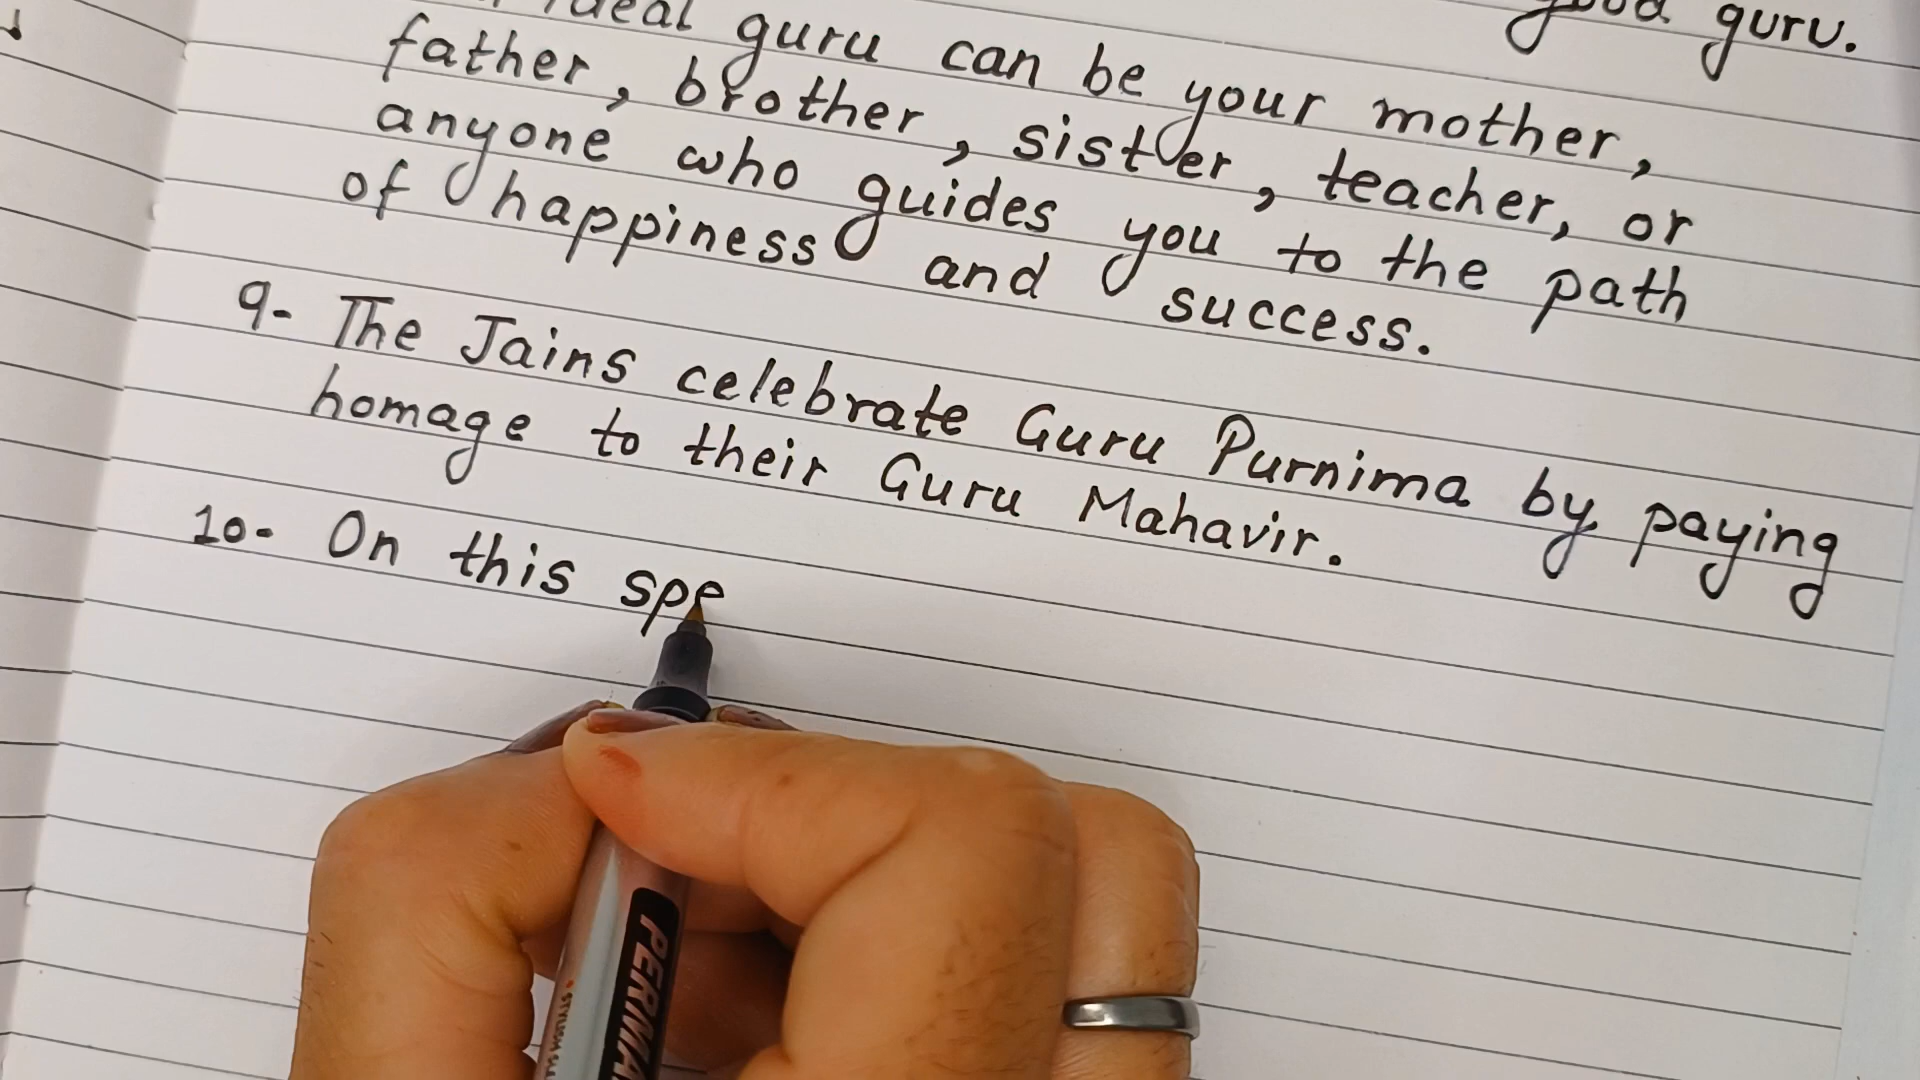 good guru.
ideal guru can be your mother,
father, brother, sister, teacher, or
anyone who guides you to the path
of happiness and success.
9- The Jains celebrate Guru Purnima by paying
homage to their Guru Mahavir.
10- On this spe